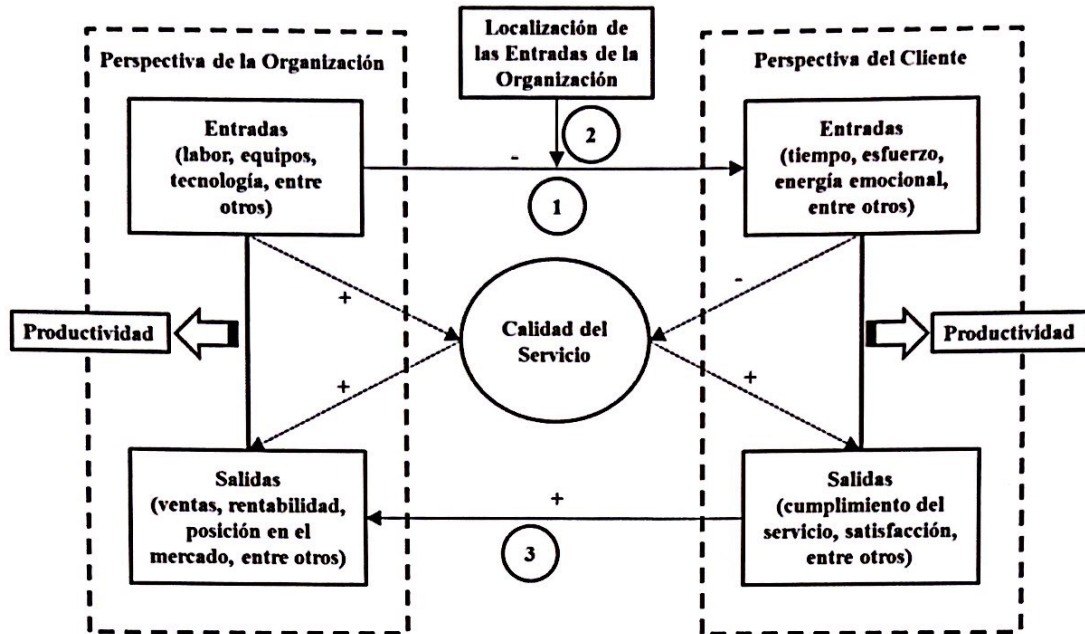 Localización de
las Entradas de la
Organización
Perspectiva de la Organización
Perspectiva del Cliente
Entradas
(labor, equipos,
tecnología, entre
otros)
2
-
1
Entradas
(tiempo, esfuerzo,
energía emocional,
entre otros)
+
-
Productividad
Calidad del
Servicio
Productividad
+
+
Salidas
(ventas, rentabilidad,
posición en el
mercado, entre otros)
+
3
Salidas
(cumplimiento del
servicio, satisfacción,
entre otros)